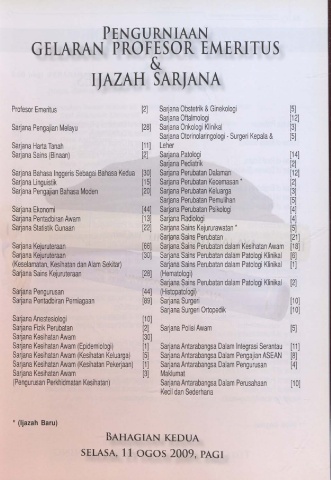 PENGURNIAAN
GELARAN PROFESOR EMERITUS
&
IJAZAH SARJANA
Profesor Emeritus [2]
Sarjana Pengajian Melayu [28]
Sarjana Harta Tanah [11]
Sarjana Sains (Binaan) [2]
Sarjana Bahasa Inggeris Sebagai Bahasa Kedua [30]
Sarjana Linguistik [15]
Sarjana Pengajian Bahasa Moden [20]
Sarjana Ekonomi [44]
Sarjana Pentadbiran Awam [13]
Sarjana Statistik Gunaan [22]
Sarjana Kejuruteraan [66]
Sarjana Kejuruteraan [30]
(Keselamatan, Kesihatan dan Alam Sekitar)
Sarjana Sains Kejuruteraan [28]
Sarjana Pengurusan [44]
Sarjana Pentadbiran Perniagaan [89]
Sarjana Anestesiologi [10]
Sarjana Fizik Perubatan [2]
Sarjana Kesihatan Awam [30]
Sarjana Kesihatan Awam (Epidemiologi) [1]
Sarjana Kesihatan Awam (Kesihatan Keluarga) [5]
Sarjana Kesihatan Awam (Kesihatan Pekerjaan) [1]
Sarjana Kesihatan Awam [3]
(Pengurusan Perkhidmatan Kesihatan)
Sarjana Obstetrik & Ginekologi [5]
Sarjana Oftalmologi [12]
Sarjana Onkologi Klinikal [3]
Sarjana Otorinolaringologi - Surgeri Kepala & [5]
Leher
Sarjana Patologi [14]
Sarjana Pediatrik [2]
Sarjana Perubatan Dalaman [12]
Sarjana Perubatan Kecemasan * [2]
Sarjana Perubatan Keluarga [3]
Sarjana Perubatan Pemulihan [5]
Sarjana Perubatan Psikologi [4]
Sarjana Radiologi [4]
Sarjana Sains Kejururawatan * [5]
Sarjana Sains Perubatan [21]
Sarjana Sains Perubatan dalam Kesihatan Awam [18]
Sarjana Sains Perubatan dalam Patologi Klinikal [6]
Sarjana Sains Perubatan dalam Patologi Klinikal [1]
(Hematologi)
Sarjana Sains Perubatan dalam Patologi Klinikal [2]
(Histopatologi)
Sarjana Surgeri [10]
Sarjana Surgeri Ortopedik [10]
Sarjana Polisi Awam [5]
Sarjana Antarabangsa Dalam Integrasi Serantau [11]
Sarjana Antarabangsa Dalam Pengajian ASEAN [8]
Sarjana Antarabangsa Dalam Pengurusan [4]
Maklumat
Sarjana Antarabangsa Dalam Perusahaan [10]
Kecil dan Sederhana
* (Ijazah Baru)
BAHAGIAN KEDUA
SELASA, 11 OGOS 2009, PAGI